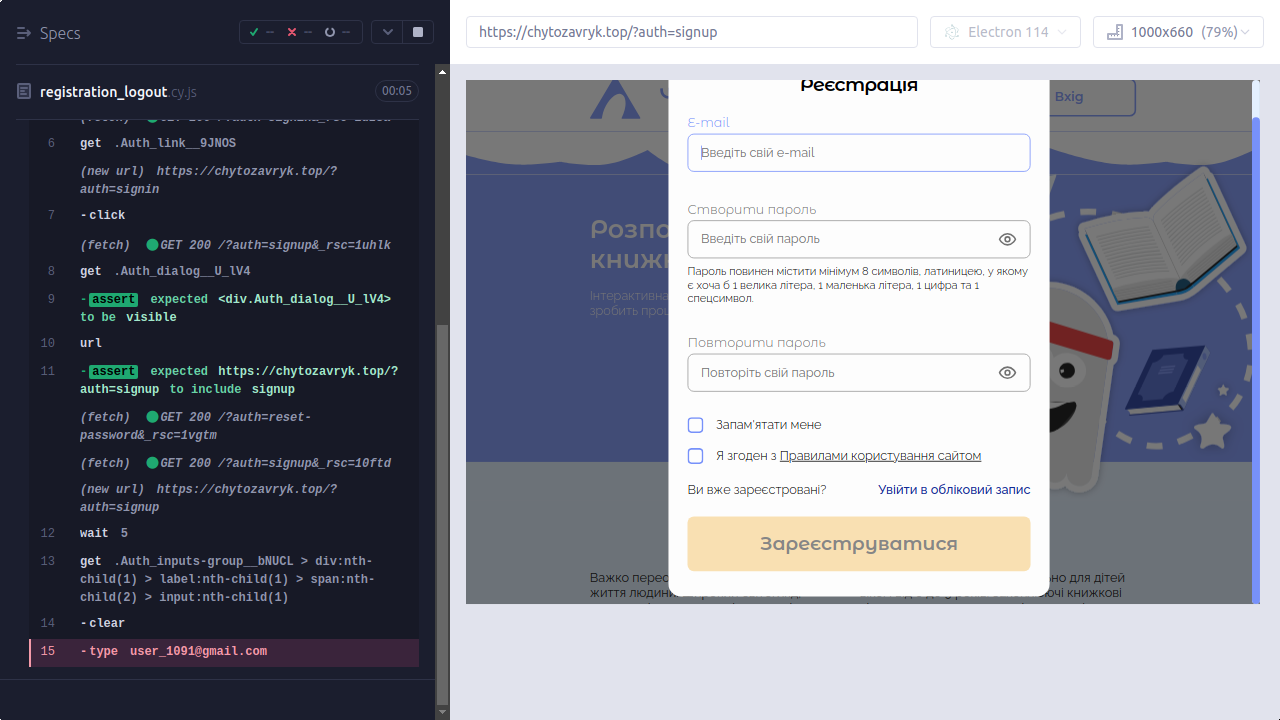 Specs
registration_logout.cy.js
00:05
6 get .Auth_link__9JNOS
(new url) https://chytozavryk.top/?
auth=signin
7 -click
(fetch) GET 200 /?auth=signup&_rsc=1uhlk
8 get .Auth_dialog__U_lV4
9 -assert expected <div.Auth_dialog__U_lV4>
to be visible
10 url
11 -assert expected https://chytozavryk.top/?
auth=signup to include signup
(fetch) GET 200 /?auth=reset-
password&_rsc=1vgtm
(fetch) GET 200 /?auth=signup&_rsc=10ftd
(new url) https://chytozavryk.top/?
auth=signup
12 wait 5
13 get .Auth_inputs-group__bNUCL > div:nth-
child(1) > label:nth-child(1) > span:nth-
child(2) > input:nth-child(1)
14 -clear
15 -type user_1091@gmail.com
https://chytozavryk.top/?auth=signup
Electron 114
1000x660 (79%)
Вхід
Розпо
книжк
Інтерактивна
зробить проц
Реєстрація
E-mail
Введіть свій e-mail
Створити пароль
Введіть свій пароль
Пароль повинен містити мінімум 8 символів, латиницею, у якому
є хоча б 1 велика літера, 1 маленька літера, 1 цифра та 1
спецсимвол.
Повторити пароль
Повторіть свій пароль
Запам'ятати мене
Я згоден з Правилами користування сайтом
Ви вже зареєстровані? Увійти в обліковий запис
Зареєструватися
Важко перес
но для дітей
життя людини
ючі книжкові